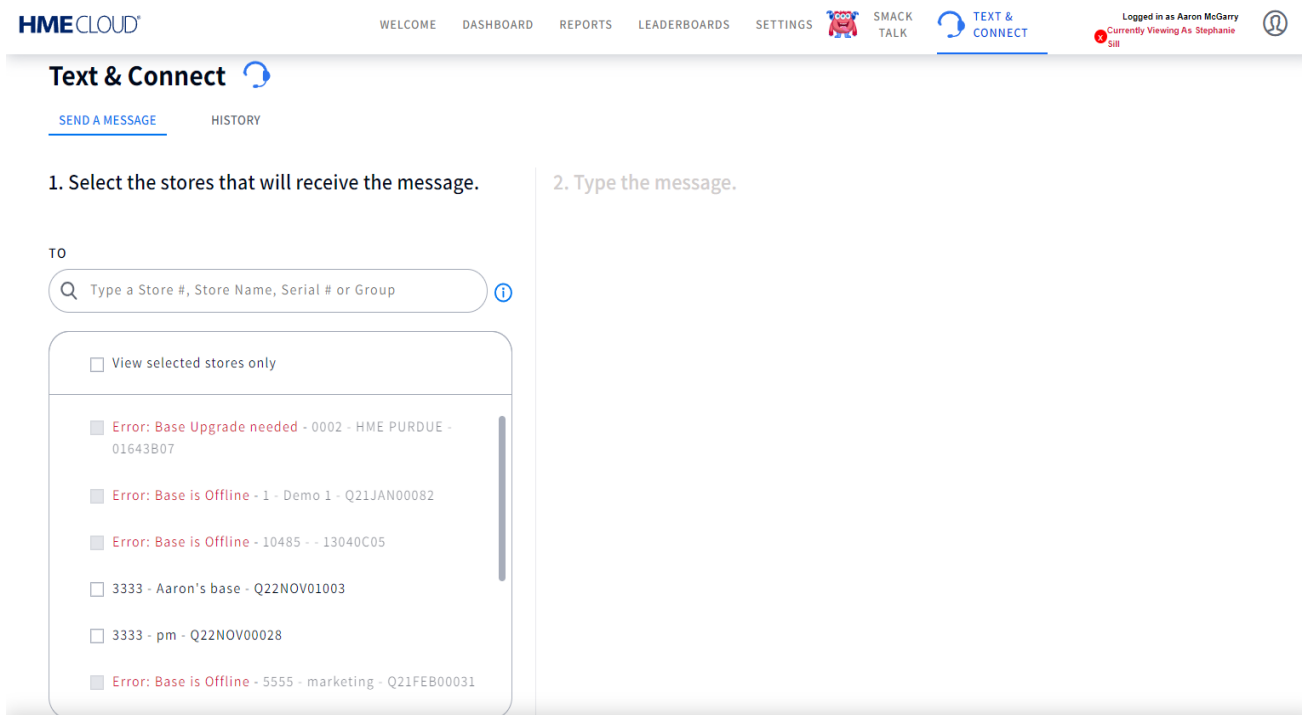 HME CLOUD®
WELCOME DASHBOARD REPORTS LEADERBOARDS SETTINGS SMACK TALK TEXT & CONNECT
Logged in as Aaron McGarry
x Currently Viewing As Stephanie
Sill
Text & Connect
SEND A MESSAGE HISTORY
1. Select the stores that will receive the message.
2. Type the message.
TO
Type a Store #, Store Name, Serial # or Group
View selected stores only
Error: Base Upgrade needed - 0002 - HME PURDUE -
01643B07
Error: Base is Offline - 1 - Demo 1 - Q21JAN00082
Error: Base is Offline - 10485 - - 13040C05
3333 - Aaron's base - Q22NOV01003
3333 - pm - Q22NOV00028
Error: Base is Offline - 5555 - marketing - Q21FEB00031